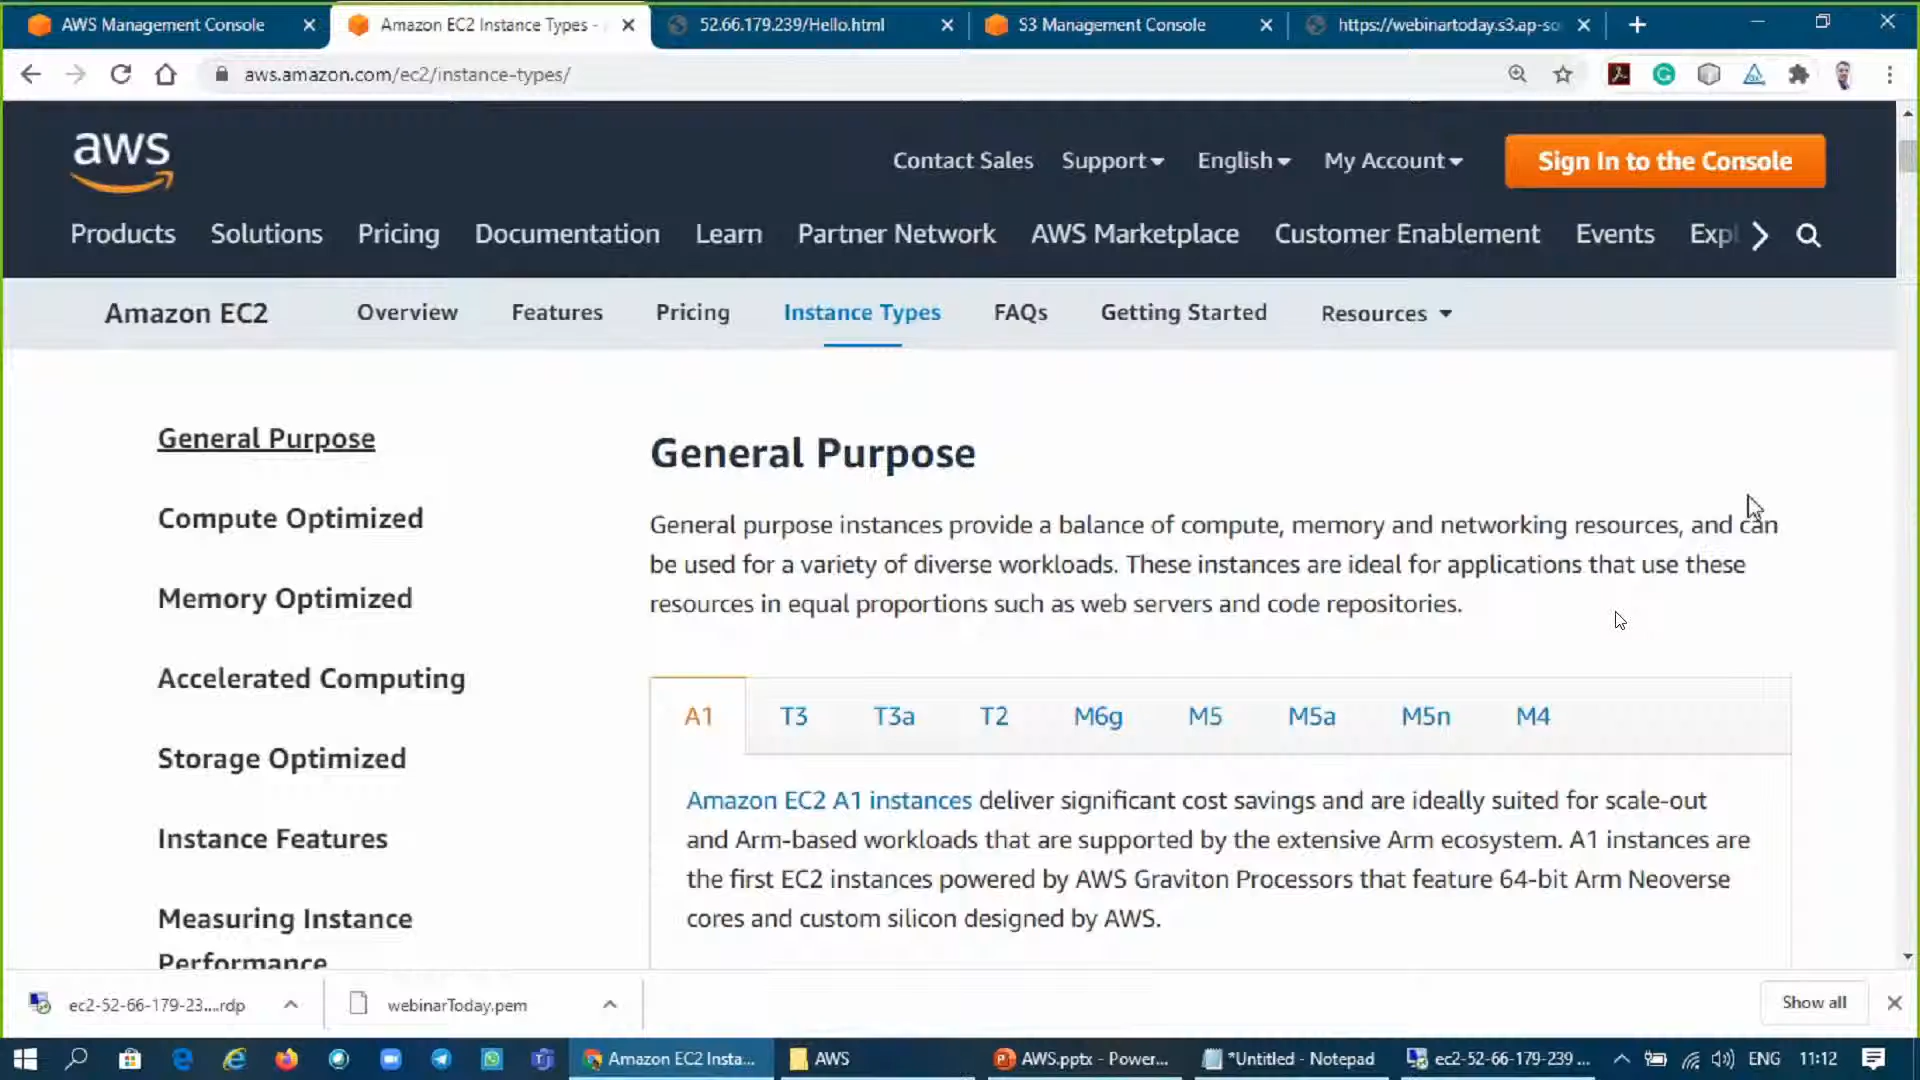 AWS Management Console
Amazon EC2 Instance Types -
52.66.179.239/Hello.html
S3 Management Console
https://webinartoday.s3.ap-so
aws.amazon.com/ec2/instance-types/
aws
Contact Sales Support English My Account Sign In to the Console
Products Solutions Pricing Documentation Learn Partner Network AWS Marketplace Customer Enablement Events Expl
Amazon EC2 Overview Features Pricing Instance Types FAQs Getting Started Resources
General Purpose
Compute Optimized
Memory Optimized
Accelerated Computing
Storage Optimized
Instance Features
Measuring Instance
Performance
General Purpose
General purpose instances provide a balance of compute, memory and networking resources, and can
be used for a variety of diverse workloads. These instances are ideal for applications that use these
resources in equal proportions such as web servers and code repositories.
A1 T3 T3a T2 M6g M5 M5a M5n M4
Amazon EC2 A1 instances deliver significant cost savings and are ideally suited for scale-out
and Arm-based workloads that are supported by the extensive Arm ecosystem. A1 instances are
the first EC2 instances powered by AWS Graviton Processors that feature 64-bit Arm Neoverse
cores and custom silicon designed by AWS.
ec2-52-66-179-23....rdp
webinarToday.pem
Show all
Amazon EC2 Insta...
AWS
AWS.pptx - Power...
*Untitled - Notepad
ec2-52-66-179-239 ...
ENG
11:12